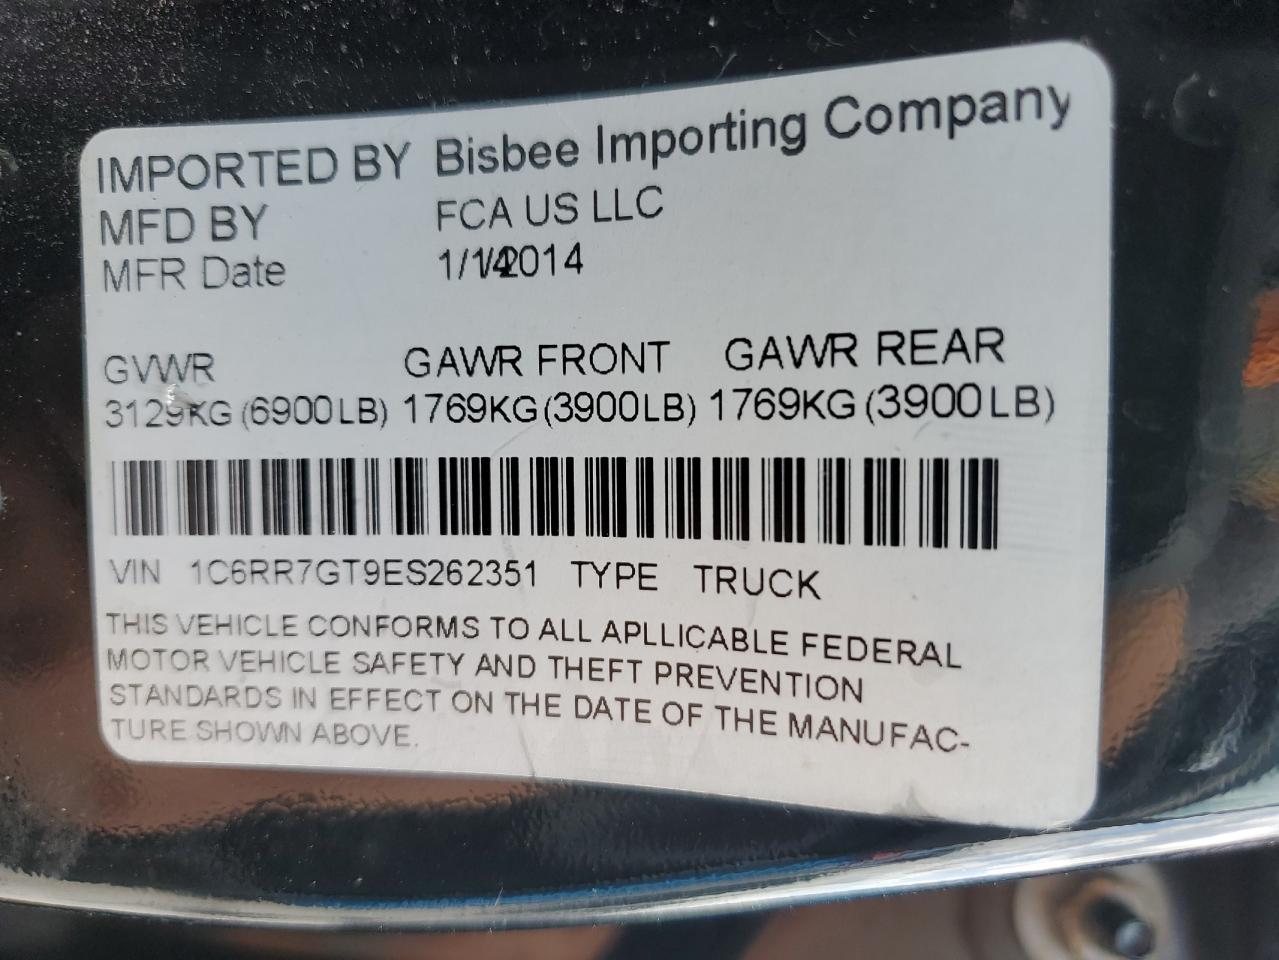 IMPORTED BY Bisbee Importing Company
MFD BY FCA US LLC
MFR Date 1/14/2014
GVWR GAWR FRONT GAWR REAR
3129KG (6900LB) 1769KG (3900LB) 1769KG (3900LB)
VIN 1C6RR7GT9ES262351 TYPE TRUCK
THIS VEHICLE CONFORMS TO ALL APLLICABLE FEDERAL
MOTOR VEHICLE SAFETY AND THEFT PREVENTION
STANDARDS IN EFFECT ON THE DATE OF THE MANUFAC-
TURE SHOWN ABOVE.